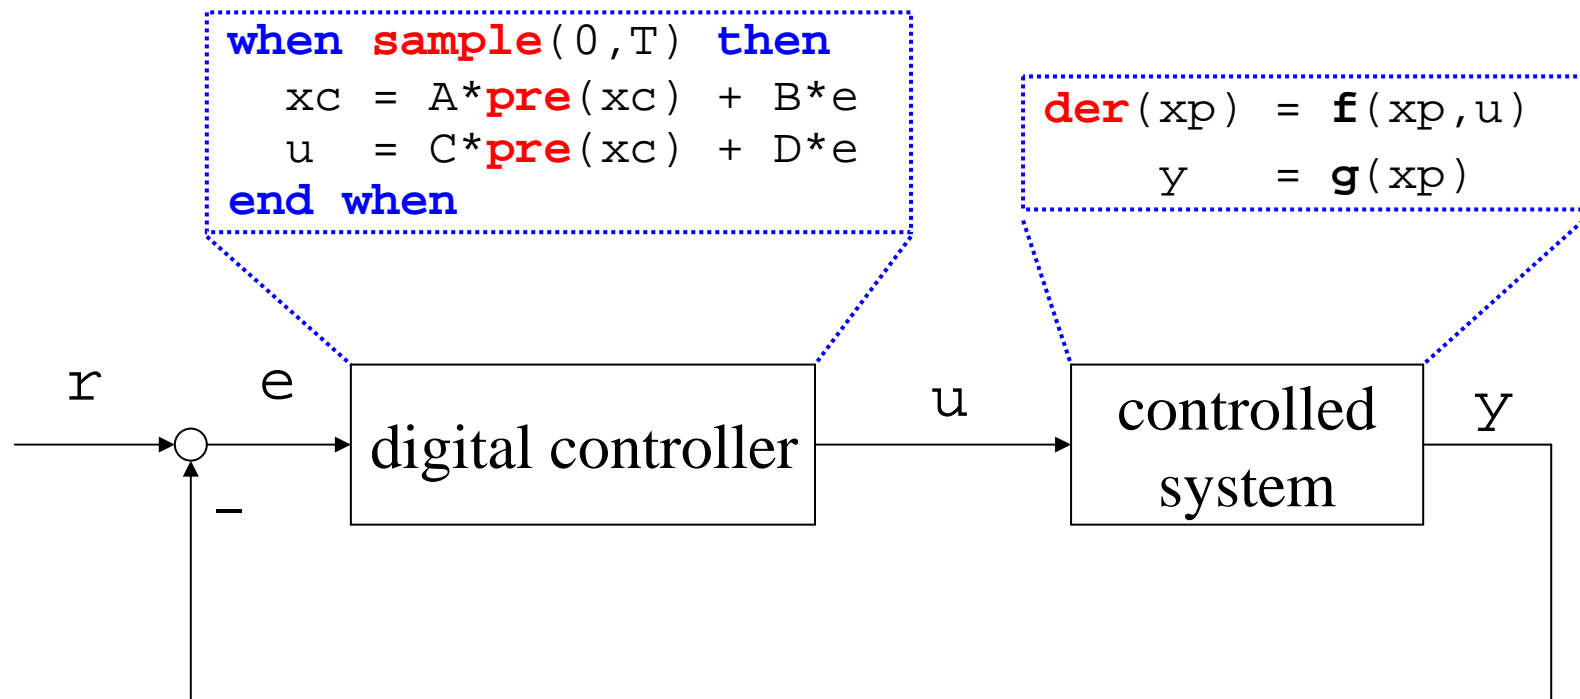 when sample(0,T) then
xc = A*pre(xc) + B*e
u = C*pre(xc) + D*e
end when
der(xp) = f(xp,u)
y = g(xp)
r
e
digital controller
u
controlled
system
y
-